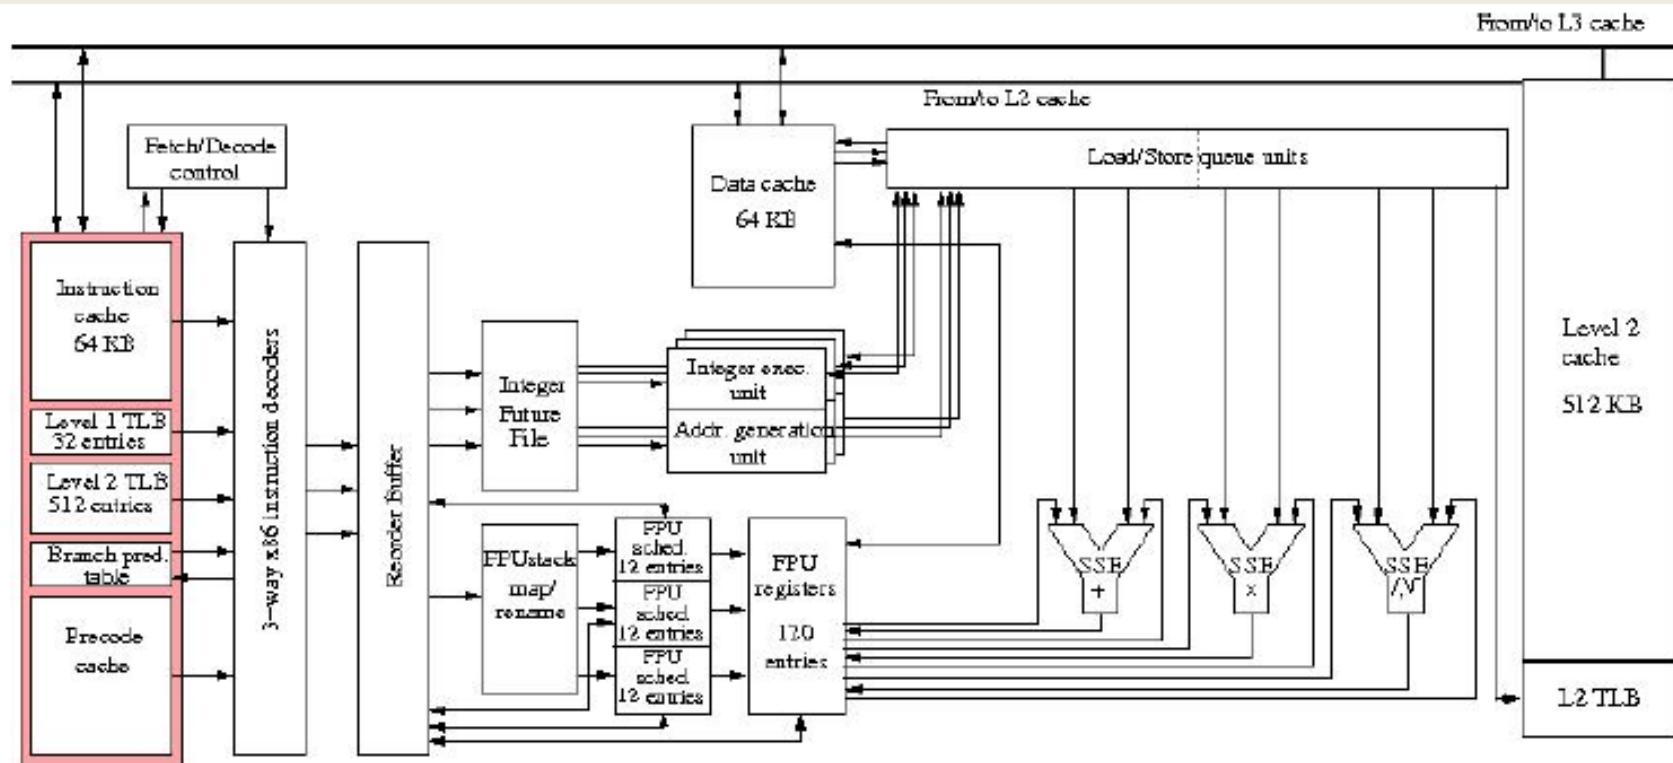 From/to L3 cache
From/to L2 cache
Fetch/Decode
control
Data cache
64 KB
Load/Store queue units
Instruction
cache
64 KB
Level 1 TLB
32 entries
Level 2 TLB
512 entries
Branch pred.
table
Precode
cache
3-way x86 instruction decoders
Reorder Buffer
Integer
Future
File
Integer exec.
unit
Addr. generation
unit
FPUstack
map/
rename
FPU
sched.
12 entries
FPU
sched.
12 entries
FPU
sched.
12 entries
FPU
registers
120
entries
SSE
+
SSE
x
SSE
/,√
Level 2
cache
512 KB
L2 TLB